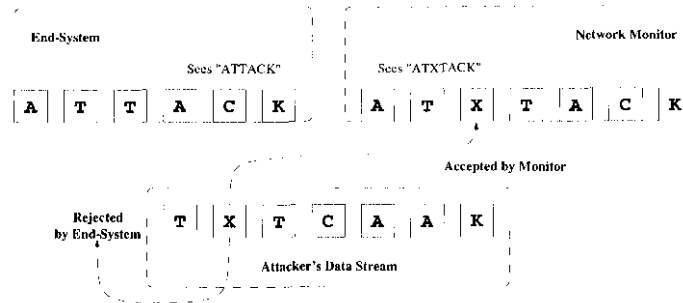 End-System
Network Monitor
Sees "ATTACK"
Sees "ATXTACK"
A T T A C K
A T X T A C K
Accepted by Monitor
T X T C A A K
Rejected
by End-System
Attacker's Data Stream